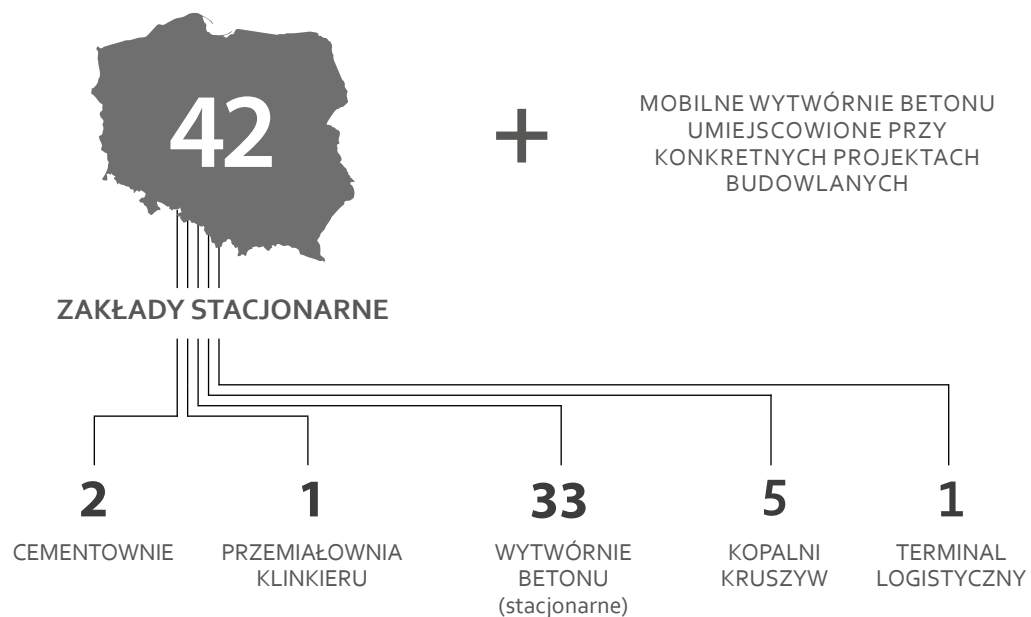 42
+
MOBILNE WYTWÓRNIE BETONU
UMIEJSCOWIONE PRZY
KONKRETNYCH PROJEKTACH
BUDOWLANYCH
ZAKŁADY STACJONARNE
2
CEMENTOWNIE
1
PRZEMIAŁOWNIA
KLINKIERU
33
WYTWÓRNIE
BETONU
(stacjonarne)
5
KOPALNI
KRUSZYW
1
TERMINAL
LOGISTYCZNY